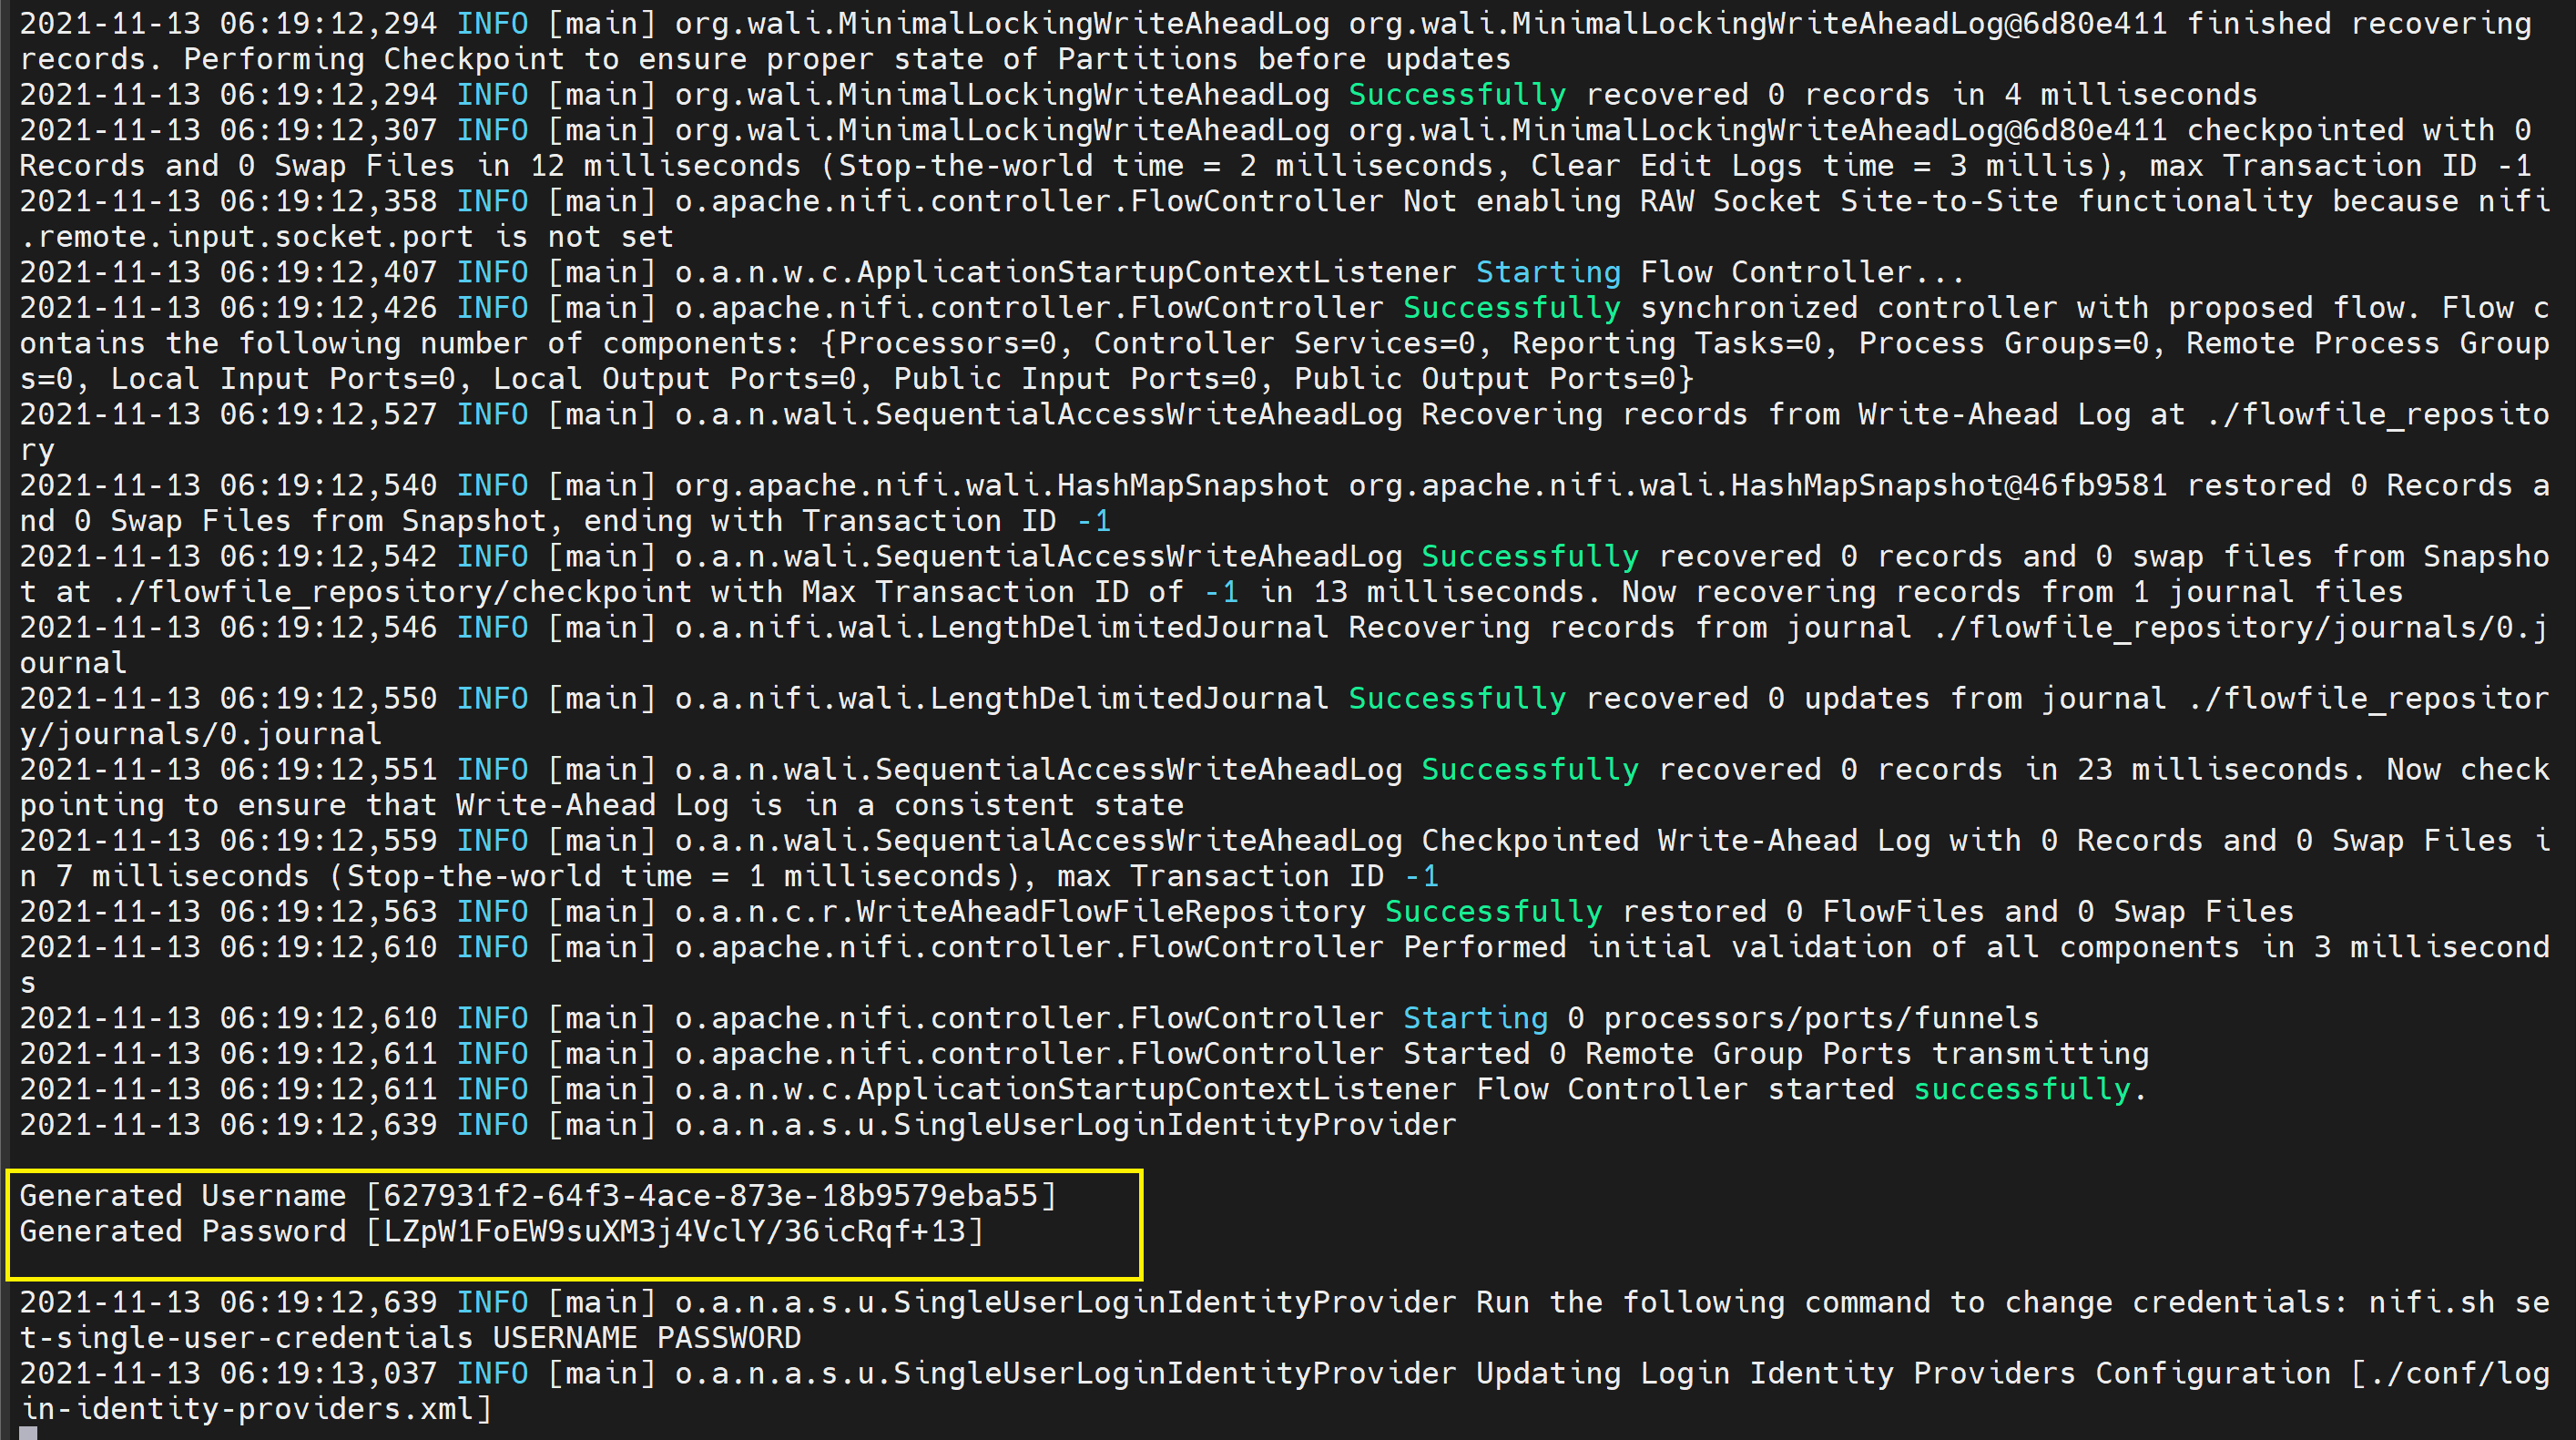 2021-11-13 06:19:12,294 INFO [main] org.wali.MinimalLockingWriteAheadLog org.wali.MinimalLockingWriteAheadLog@6d80e411 finished recovering
records. Performing Checkpoint to ensure proper state of Partitions before updates
2021-11-13 06:19:12,294 INFO [main] org.wali.MinimalLockingWriteAheadLog Successfully recovered 0 records in 4 milliseconds
2021-11-13 06:19:12,307 INFO [main] org.wali.MinimalLockingWriteAheadLog org.wali.MinimalLockingWriteAheadLog@6d80e411 checkpointed with 0
Records and 0 Swap Files in 12 milliseconds (Stop-the-world time = 2 milliseconds, Clear Edit Logs time = 3 millis), max Transaction ID -1
2021-11-13 06:19:12,358 INFO [main] o.apache.nifi.controller.FlowController Not enabling RAW Socket Site-to-Site functionality because nifi
.remote.input.socket.port is not set
2021-11-13 06:19:12,407 INFO [main] o.a.n.w.c.ApplicationStartupContextListener Starting Flow Controller...
2021-11-13 06:19:12,426 INFO [main] o.apache.nifi.controller.FlowController Successfully synchronized controller with proposed flow. Flow c
ontains the following number of components: {Processors=0, Controller Services=0, Reporting Tasks=0, Process Groups=0, Remote Process Group
s=0, Local Input Ports=0, Local Output Ports=0, Public Input Ports=0, Public Output Ports=0}
2021-11-13 06:19:12,527 INFO [main] o.a.n.wali.SequentialAccessWriteAheadLog Recovering records from Write-Ahead Log at ./flowfile_reposito
ry
2021-11-13 06:19:12,540 INFO [main] org.apache.nifi.wali.HashMapSnapshot org.apache.nifi.wali.HashMapSnapshot@46fb9581 restored 0 Records a
nd 0 Swap Files from Snapshot, ending with Transaction ID -1
2021-11-13 06:19:12,542 INFO [main] o.a.n.wali.SequentialAccessWriteAheadLog Successfully recovered 0 records and 0 swap files from Snapsho
t at ./flowfile_repository/checkpoint with Max Transaction ID of -1 in 13 milliseconds. Now recovering records from 1 journal files
2021-11-13 06:19:12,546 INFO [main] o.a.nifi.wali.LengthDelimitedJournal Recovering records from journal ./flowfile_repository/journals/0.j
ournal
2021-11-13 06:19:12,550 INFO [main] o.a.nifi.wali.LengthDelimitedJournal Successfully recovered 0 updates from journal ./flowfile_repositor
y/journals/0.journal
2021-11-13 06:19:12,551 INFO [main] o.a.n.wali.SequentialAccessWriteAheadLog Successfully recovered 0 records in 23 milliseconds. Now check
pointing to ensure that Write-Ahead Log is in a consistent state
2021-11-13 06:19:12,559 INFO [main] o.a.n.wali.SequentialAccessWriteAheadLog Checkpointed Write-Ahead Log with 0 Records and 0 Swap Files i
n 7 milliseconds (Stop-the-world time = 1 milliseconds), max Transaction ID -1
2021-11-13 06:19:12,563 INFO [main] o.a.n.c.r.WriteAheadFlowFileRepository Successfully restored 0 FlowFiles and 0 Swap Files
2021-11-13 06:19:12,610 INFO [main] o.apache.nifi.controller.FlowController Performed initial validation of all components in 3 millisecond
s
2021-11-13 06:19:12,610 INFO [main] o.apache.nifi.controller.FlowController Starting 0 processors/ports/funnels
2021-11-13 06:19:12,611 INFO [main] o.apache.nifi.controller.FlowController Started 0 Remote Group Ports transmitting
2021-11-13 06:19:12,611 INFO [main] o.a.n.w.c.ApplicationStartupContextListener Flow Controller started successfully.
2021-11-13 06:19:12,639 INFO [main] o.a.n.a.s.u.SingleUserLoginIdentityProvider
Generated Username [627931f2-64f3-4ace-873e-18b9579eba55]
Generated Password [LZpW1FoEW9suXM3j4VclY/36icRqf+13]
2021-11-13 06:19:12,639 INFO [main] o.a.n.a.s.u.SingleUserLoginIdentityProvider Run the following command to change credentials: nifi.sh se
t-single-user-credentials USERNAME PASSWORD
2021-11-13 06:19:13,037 INFO [main] o.a.n.a.s.u.SingleUserLoginIdentityProvider Updating Login Identity Providers Configuration [./conf/log
in-identity-providers.xml]